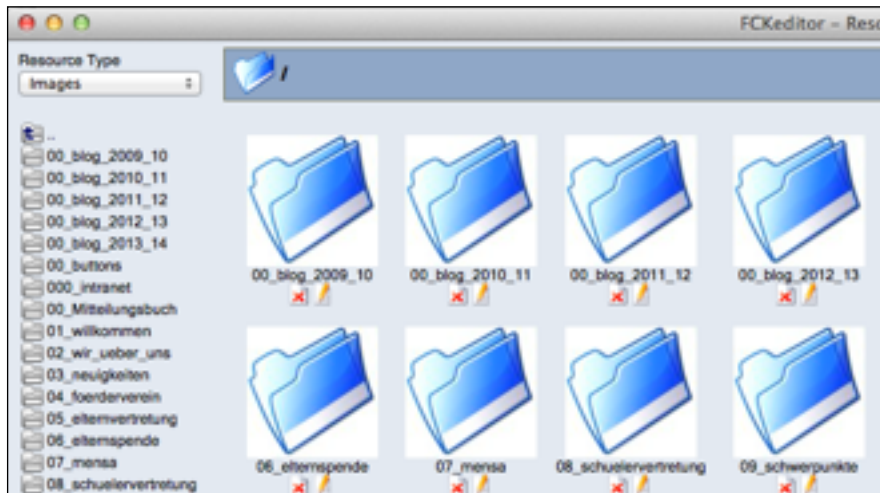 FCKeditor - Reso
Resource Type
Images
/
..
00_blog_2009_10
00_blog_2010_11
00_blog_2011_12
00_blog_2012_13
00_blog_2013_14
00_buttons
000_intranet
00_Mitteilungsbuch
01_willkommen
02_wir_ueber_uns
03_neuigkeiten
04_foerderverein
05_elternvertretung
06_elternspende
07_mensa
08_schuelervertretung
00_blog_2009_10
00_blog_2010_11
00_blog_2011_12
00_blog_2012_13
06_elternspende
07_mensa
08_schuelervertretung
09_schwerpunkte